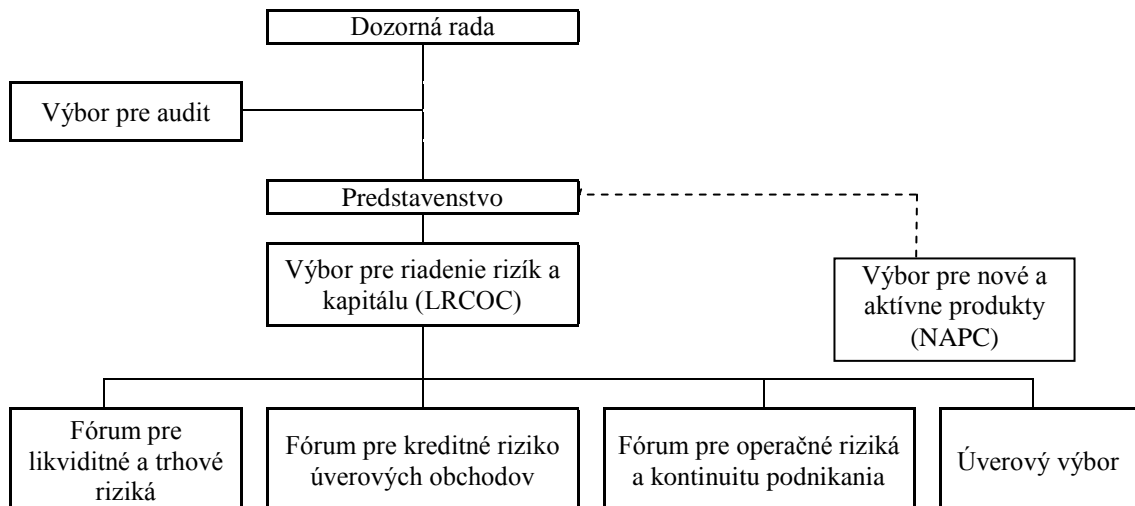 Dozorná rada
Výbor pre audit
Predstavenstvo
Výbor pre riadenie rizík a
kapitálu (LRCOC)
Výbor pre nové a
aktívne produkty
(NAPC)
Fórum pre
likviditné a trhové
riziká
Fórum pre kreditné riziko
úverových obchodov
Fórum pre operačné riziká
a kontinuitu podnikania
Úverový výbor